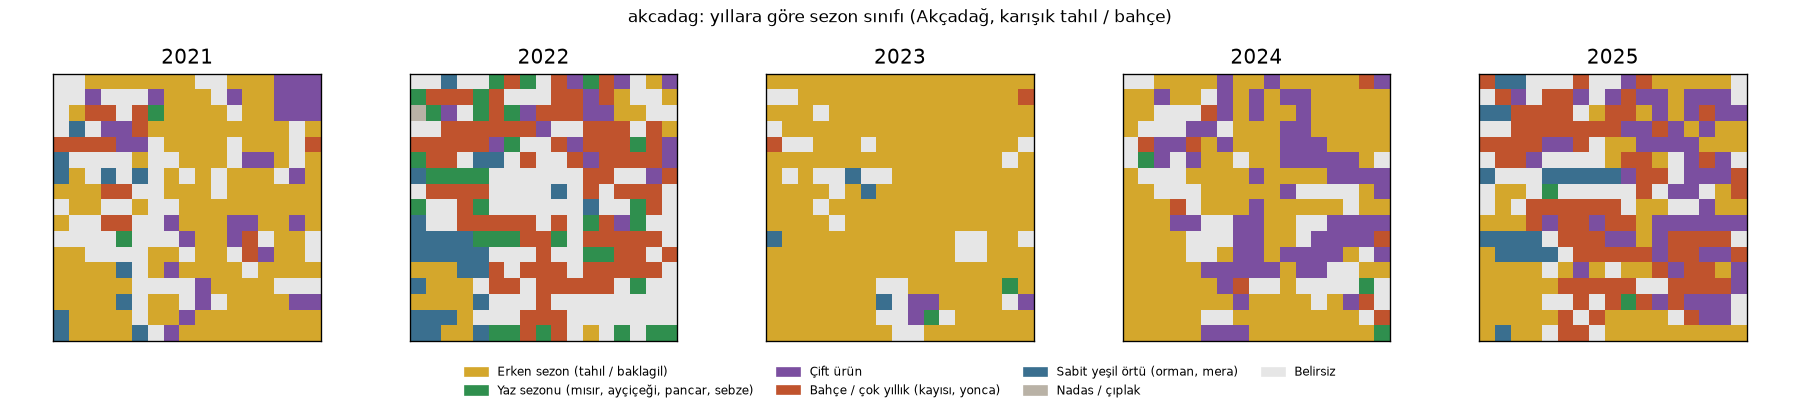 akcadag: yıllara göre sezon sınıfı (Akçadağ, karışık tahıl / bahçe)
2021 2022 2023 2024 2025
Erken sezon (tahıl / baklagil) Çift ürün Sabit yeşil örtü (orman, mera) Belirsiz
Yaz sezonu (mısır, ayçiçeği, pancar, sebze) Bahçe / çok yıllık (kayısı, yonca) Nadas / çıplak